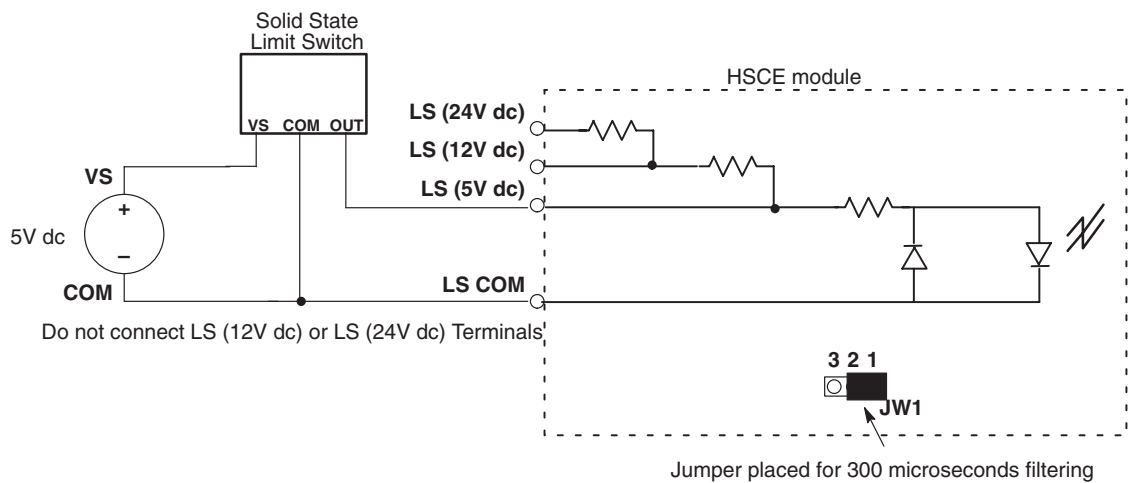 Solid State
Limit Switch
HSCE module
VS COM OUT
LS (24V dc)
LS (12V dc)
VS
LS (5V dc)
+
5V dc
–
COM
LS COM
Do not connect LS (12V dc) or LS (24V dc) Terminals
3 2 1
JW1
Jumper placed for 300 microseconds filtering